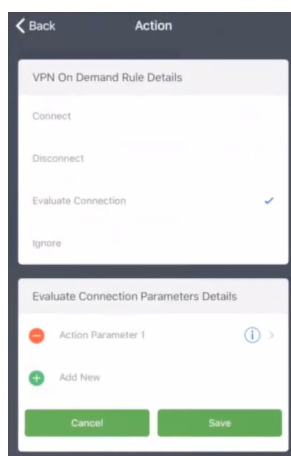 Back Action
VPN On Demand Rule Details
Connect
Disconnect
Evaluate Connection
Ignore
Evaluate Connection Parameters Details
Action Parameter 1
Add New
Cancel Save